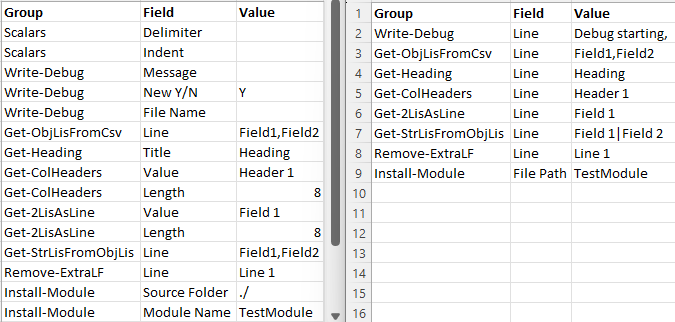 Group Field Value
Scalars Delimiter
Scalars Indent
Write-Debug Message
Write-Debug New Y/N Y
Write-Debug File Name
Get-ObjLisFromCsv Line Field1,Field2
Get-Heading Title Heading
Get-ColHeaders Value Header 1
Get-ColHeaders Length 8
Get-2LisAsLine Value Field 1
Get-2LisAsLine Length 8
Get-StrLisFromObjLis Line Field1,Field2
Remove-ExtraLF Line Line 1
Install-Module Source Folder ./
Install-Module Module Name TestModule
1 Group Field Value
2 Write-Debug Line Debug starting,
3 Get-ObjLisFromCsv Line Field1,Field2
4 Get-Heading Line Heading
5 Get-ColHeaders Line Header 1
6 Get-2LisAsLine Line Field 1
7 Get-StrLisFromObjLis Line Field 1|Field 2
8 Remove-ExtraLF Line Line 1
9 Install-Module File Path TestModule
10
11
12
13
14
15
16